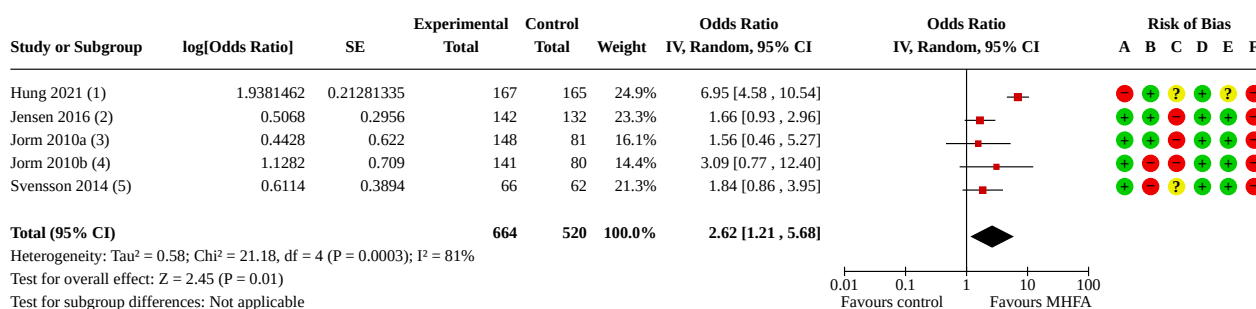 Experimental Control Odds Ratio Odds Ratio Risk of Bias
Study or Subgroup log[Odds Ratio] SE Total Total Weight IV, Random, 95% CI IV, Random, 95% CI A B C D E F
Hung 2021 (1) 1.9381462 0.21281335 167 165 24.9% 6.95 [4.58 , 10.54] − + ? + ? −
Jensen 2016 (2) 0.5068 0.2956 142 132 23.3% 1.66 [0.93 , 2.96] + + − + + −
Jorm 2010a (3) 0.4428 0.622 148 81 16.1% 1.56 [0.46 , 5.27] + + − + + −
Jorm 2010b (4) 1.1282 0.709 141 80 14.4% 3.09 [0.77 , 12.40] + − − + + −
Svensson 2014 (5) 0.6114 0.3894 66 62 21.3% 1.84 [0.86 , 3.95] + − ? + + −
Total (95% CI) 664 520 100.0% 2.62 [1.21 , 5.68]
Heterogeneity: Tau² = 0.58; Chi² = 21.18, df = 4 (P = 0.0003); I² = 81%
Test for overall effect: Z = 2.45 (P = 0.01)
0.01 0.1 1 10 100
Test for subgroup differences: Not applicable Favours control Favours MHFA